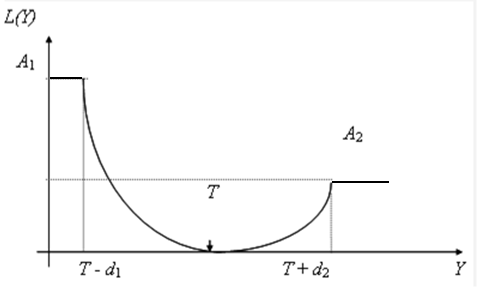 L(Y)
A₁
A₂
T
T - d₁
T + d₂
Y